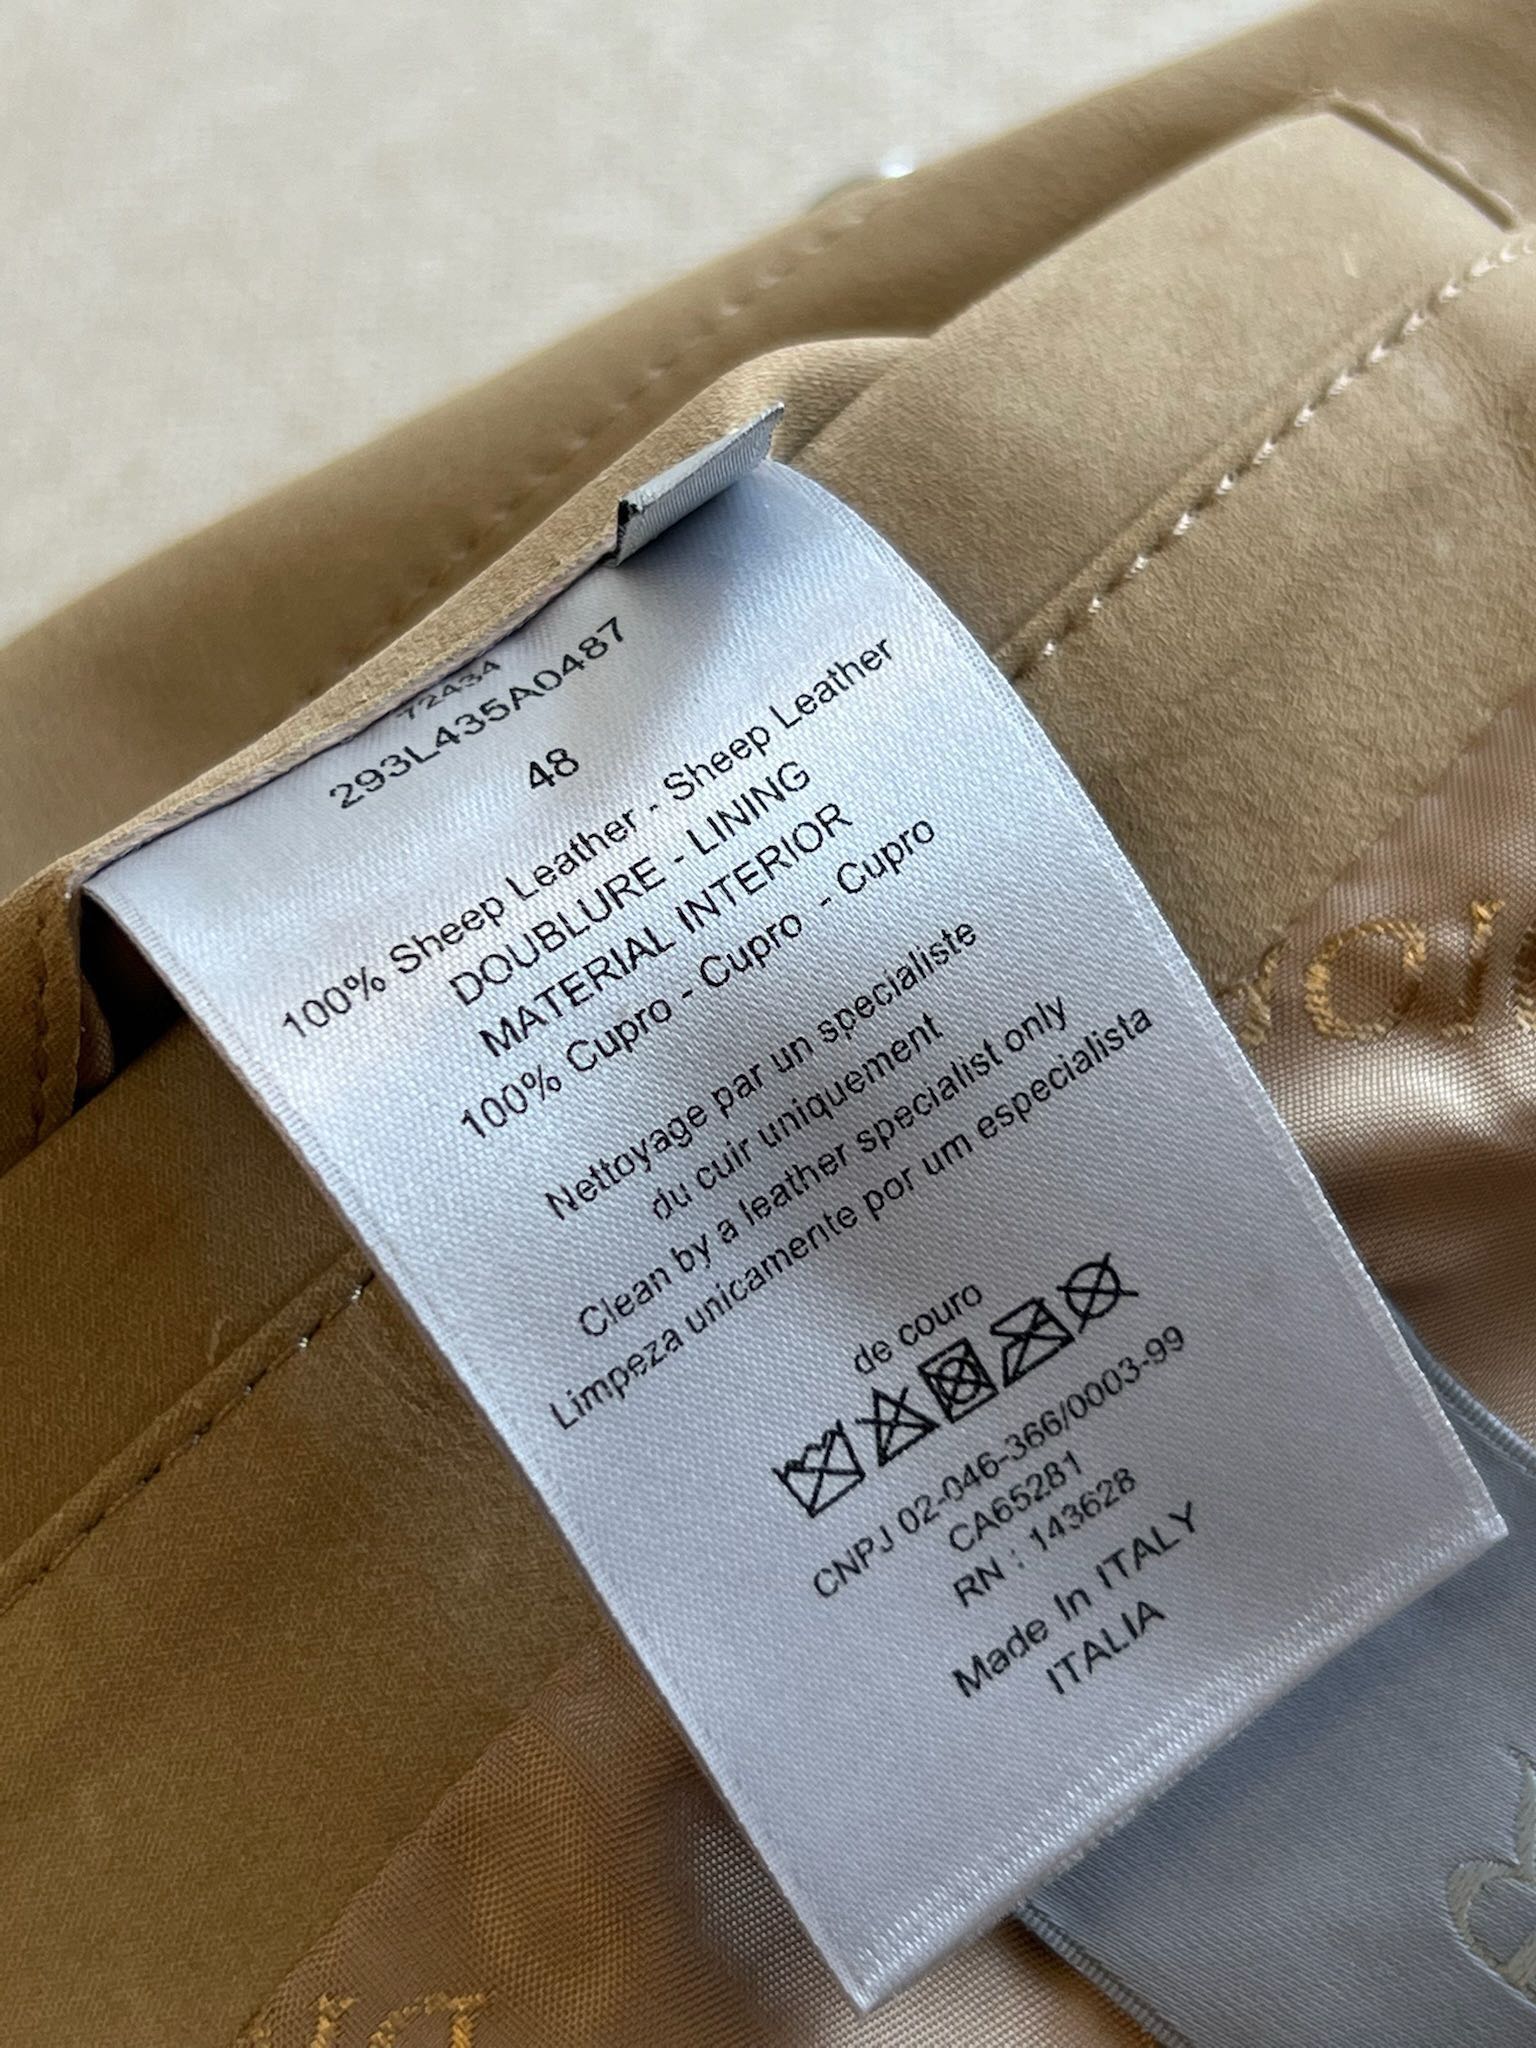 72434
293L435A0487
48
100% Sheep Leather - Sheep Leather
DOUBLURE - LINING
MATERIAL INTERIOR
100% Cupro - Cupro - Cupro
Nettoyage par un specialiste
du cuir uniquement
Clean by a leather specialist only
Limpeza unicamente por um especialista
de couro
CNPJ 02-046-366/0003-99
CA65281
RN : 143628
Made In ITALY
ITALIA